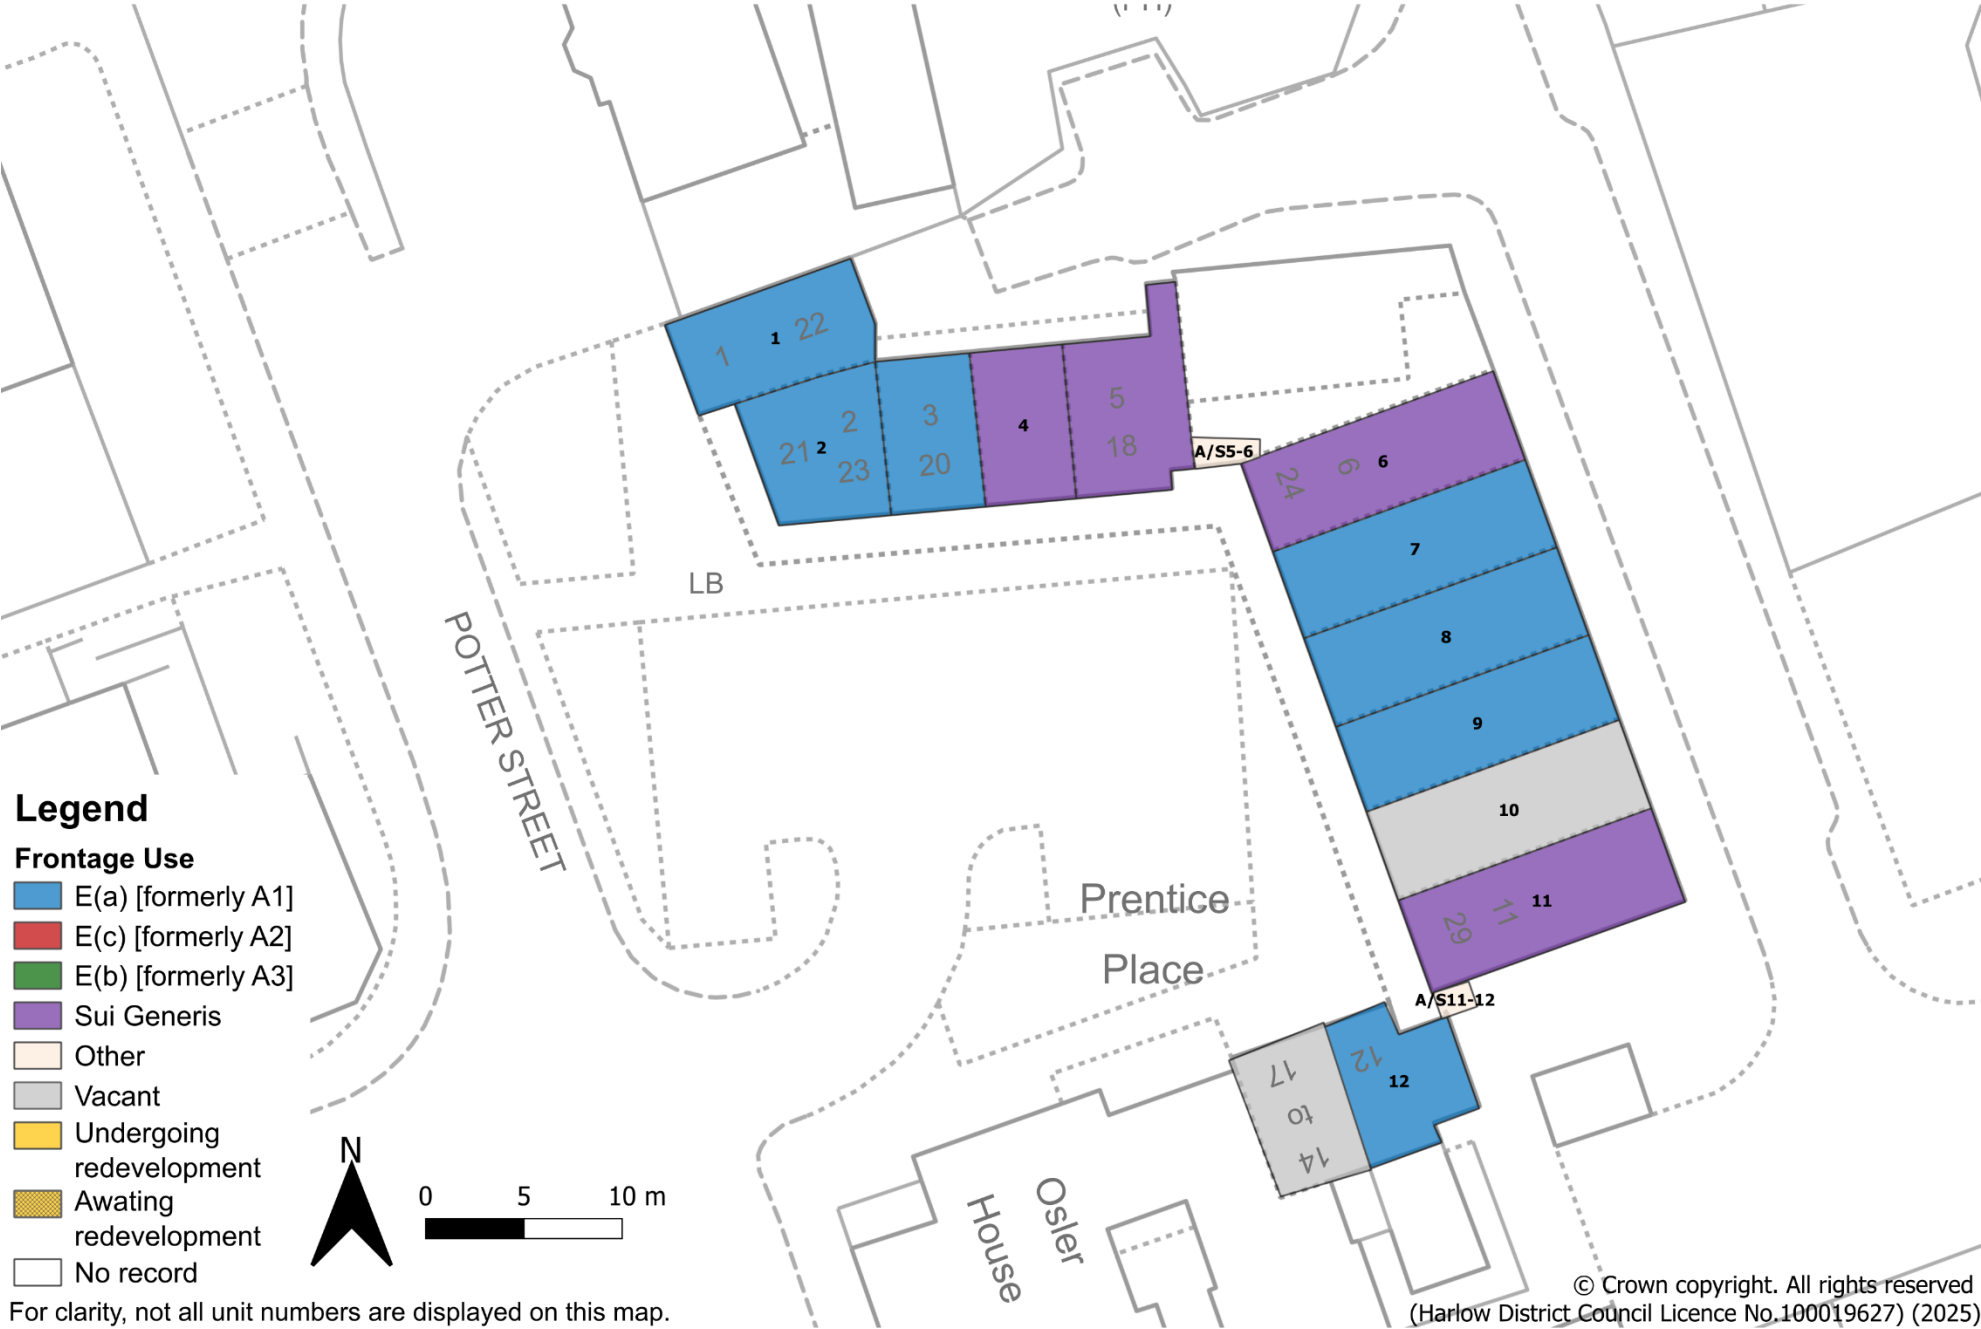 1
1
22
2
21
2
23
3
20
4
5
18
A/S5-6
24
6
6
7
8
9
10
11
29
11
A/S11-12
12
12
17
to
14
LB
POTTER STREET
Prentice
Place
Osler
House
Legend
Frontage Use
E(a) [formerly A1]
E(c) [formerly A2]
E(b) [formerly A3]
Sui Generis
Other
Vacant
Undergoing
redevelopment
Awating
redevelopment
No record
N
0 5 10 m
For clarity, not all unit numbers are displayed on this map.
© Crown copyright. All rights reserved
(Harlow District Council Licence No.100019627) (2025)